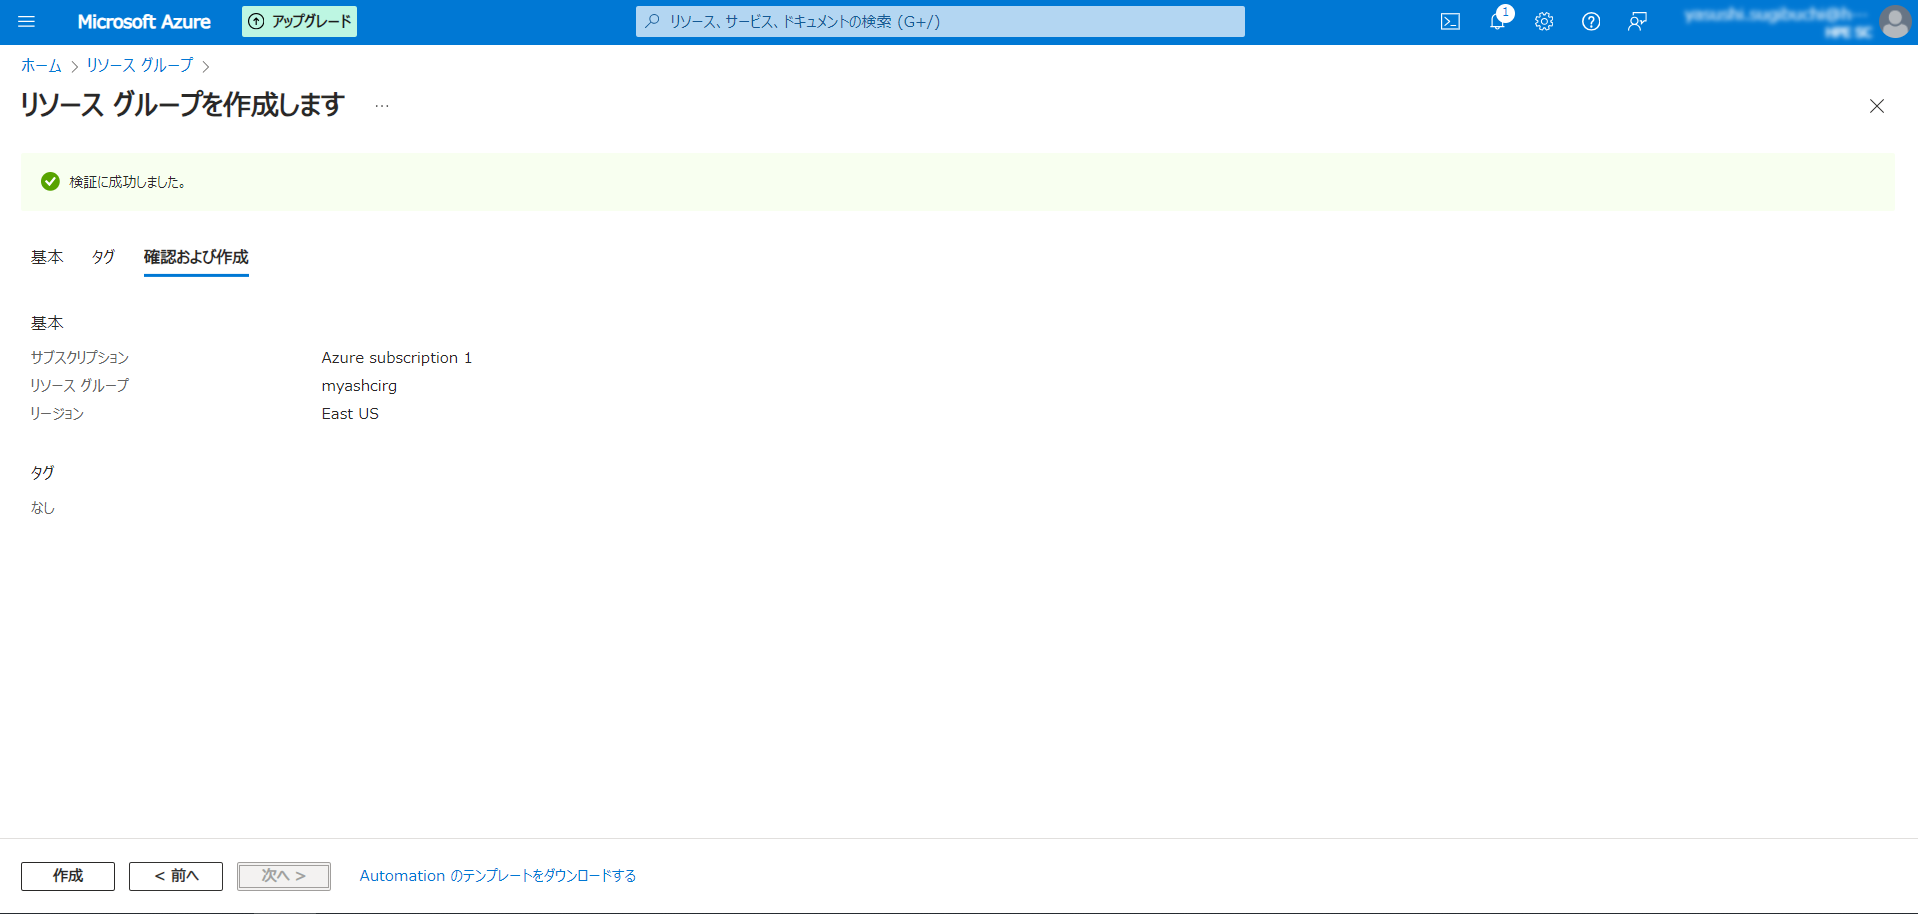 Microsoft Azure
アップグレード
リソース、サービス、ドキュメントの検索 (G+/)
1
HPE SC
ホーム > リソース グループ >
リソース グループを作成します ...
検証に成功しました。
基本 タグ 確認および作成
基本
サブスクリプション Azure subscription 1
リソース グループ myashcirg
リージョン East US
タグ
なし
作成 < 前へ 次へ > Automation のテンプレートをダウンロードする